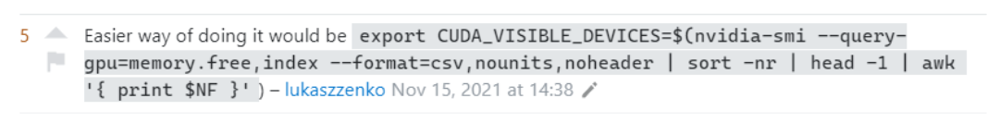 5 Easier way of doing it would be export CUDA_VISIBLE_DEVICES=$(nvidia-smi --query-
gpu=memory.free,index --format=csv,nounits,noheader | sort -nr | head -1 | awk
'{ print $NF }') – lukaszzenko Nov 15, 2021 at 14:38